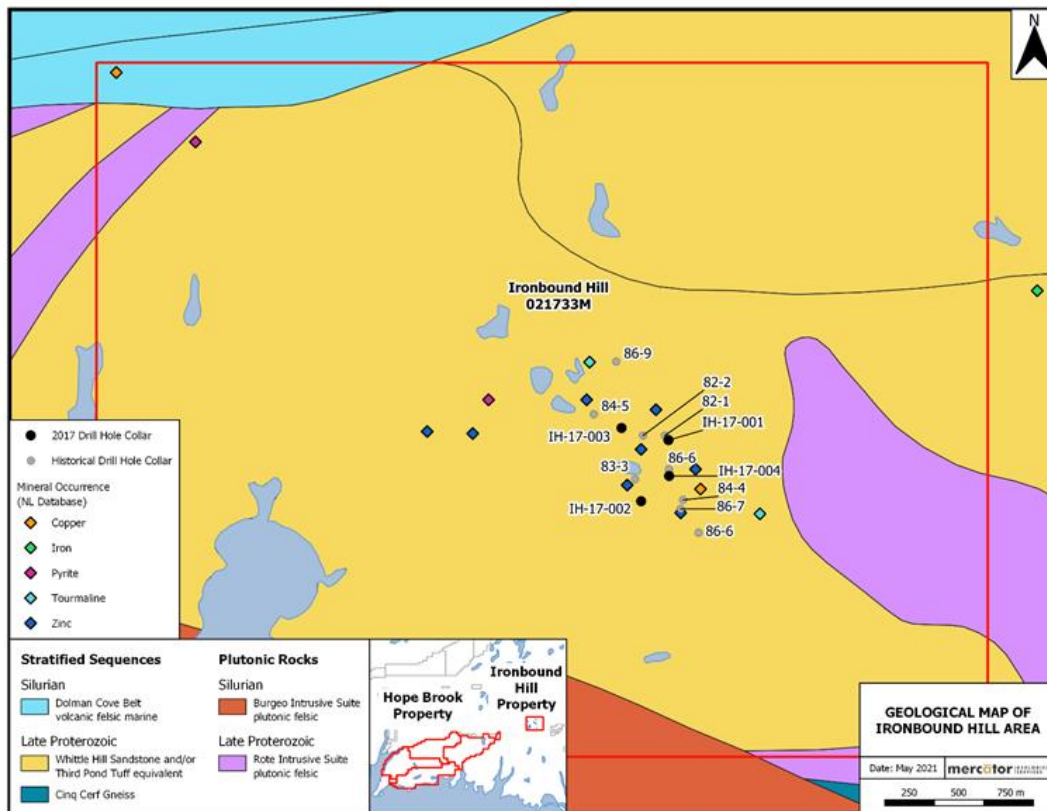 N
Ironbound Hill
021733M
86-9
82-2
84-5
82-1
IH-17-001
IH-17-003
86-6
83-3
IH-17-004
84-4
IH-17-002
86-7
86-6
2017 Drill Hole Collar
Historical Drill Hole Collar
Mineral Occurrence
(NL Database)
Copper
Iron
Pyrite
Tourmaline
Zinc
Stratified Sequences
Silurian
Dolman Cove Belt
volcanic felsic marine
Late Proterozoic
Whittle Hill Sandstone and/or
Third Pond Tuff equivalent
Cinq Cerf Gneiss
Plutonic Rocks
Silurian
Burgeo Intrusive Suite
plutonic felsic
Late Proterozoic
Rote Intrusive Suite
plutonic felsic
Hope Brook
Property
Ironbound
Hill
Property
GEOLOGICAL MAP OF
IRONBOUND HILL AREA
Date: May 2021
mercator
250 500 750 m